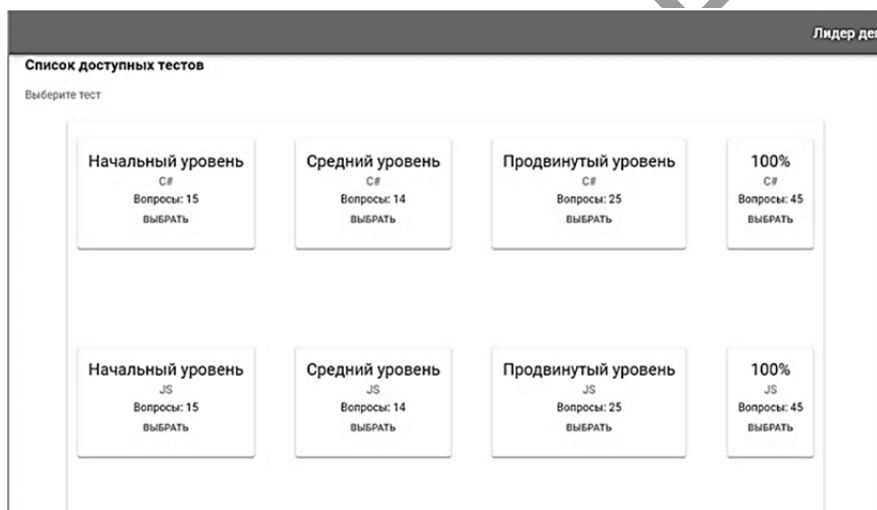 Лидер
Список доступных тестов
Выберите тест
Начальный уровень
C#
Вопросы: 15
ВЫБРАТЬ
Средний уровень
C#
Вопросы: 14
ВЫБРАТЬ
Продвинутый уровень
C#
Вопросы: 25
ВЫБРАТЬ
100%
C#
Вопросы: 45
ВЫБРАТЬ
Начальный уровень
JS
Вопросы: 15
ВЫБРАТЬ
Средний уровень
JS
Вопросы: 14
ВЫБРАТЬ
Продвинутый уровень
JS
Вопросы: 25
ВЫБРАТЬ
100%
JS
Вопросы: 45
ВЫБРАТЬ